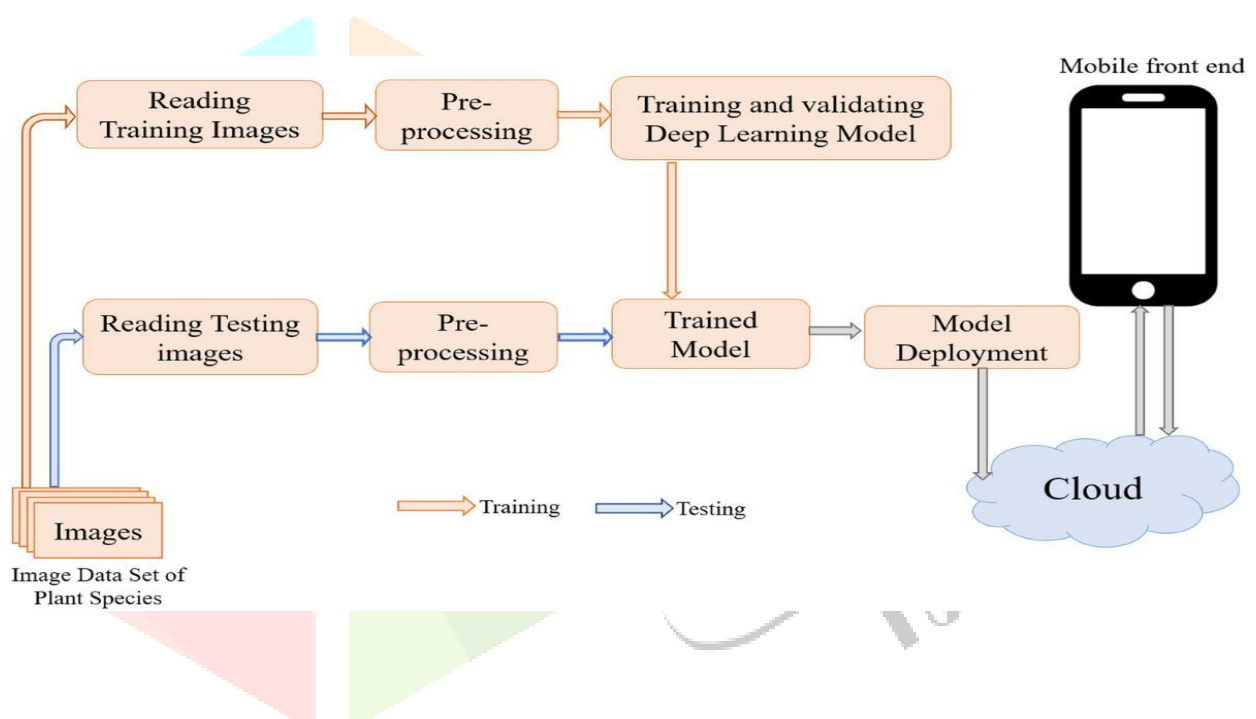 Mobile front end
Reading
Training Images
Pre-
processing
Training and validating
Deep Learning Model
Reading Testing
images
Pre-
processing
Trained
Model
Model
Deployment
Cloud
Training
Testing
Images
Image Data Set of
Plant Species